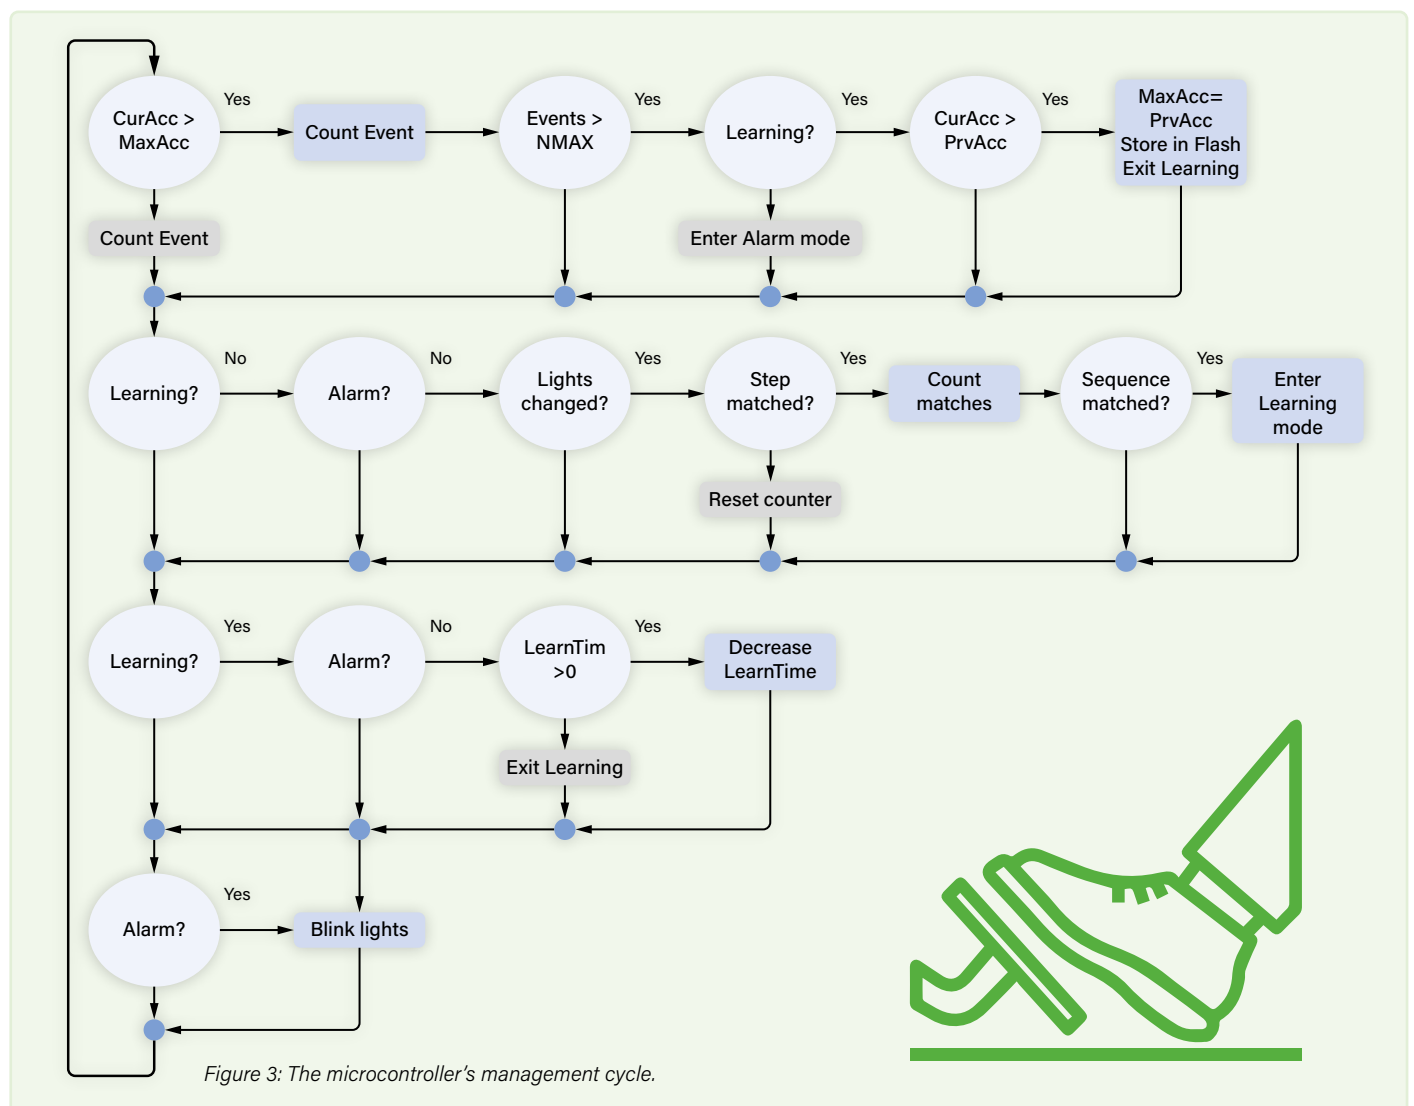 Yes
Yes
Yes
Yes
CurAcc >
MaxAcc
Count Event
Events >
NMAX
Learning?
CurAcc >
PrvAcc
MaxAcc=
PrvAcc
Store in Flash
Exit Learning
Count Event
Enter Alarm mode
No
No
Yes
Yes
Yes
Learning?
Alarm?
Lights
changed?
Step
matched?
Count
matches
Sequence
matched?
Enter
Learning
mode
Reset counter
Yes
No
Yes
Learning?
Alarm?
LearnTim
>0
Decrease
LearnTime
Exit Learning
Yes
Alarm?
Blink lights
Figure 3: The microcontroller’s management cycle.